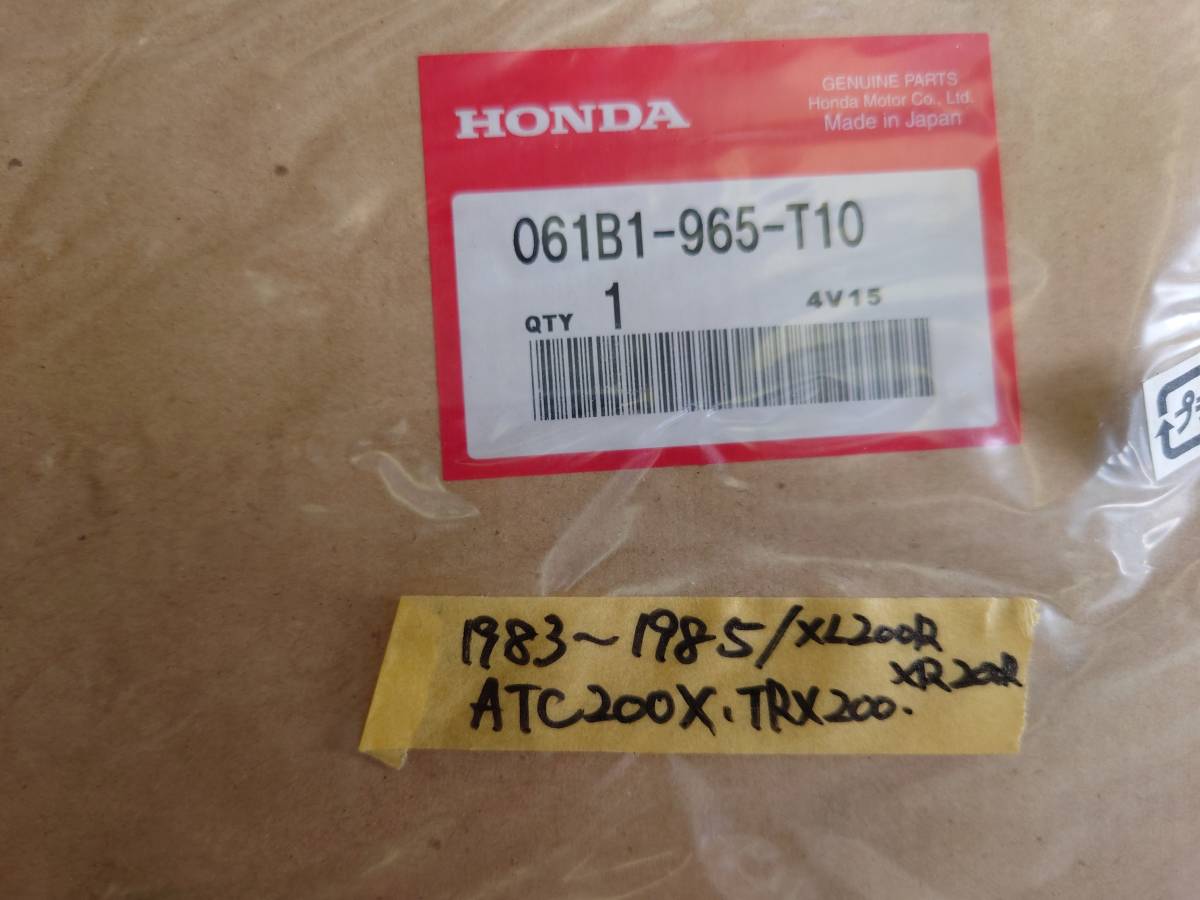 HONDA
GENUINE PARTS
Honda Motor Co., Ltd.
Made in Japan
061B1-965-T10
QTY 1 4V15
プ
1983~1985/XL200R
XR200R
ATC200X. TRX200.